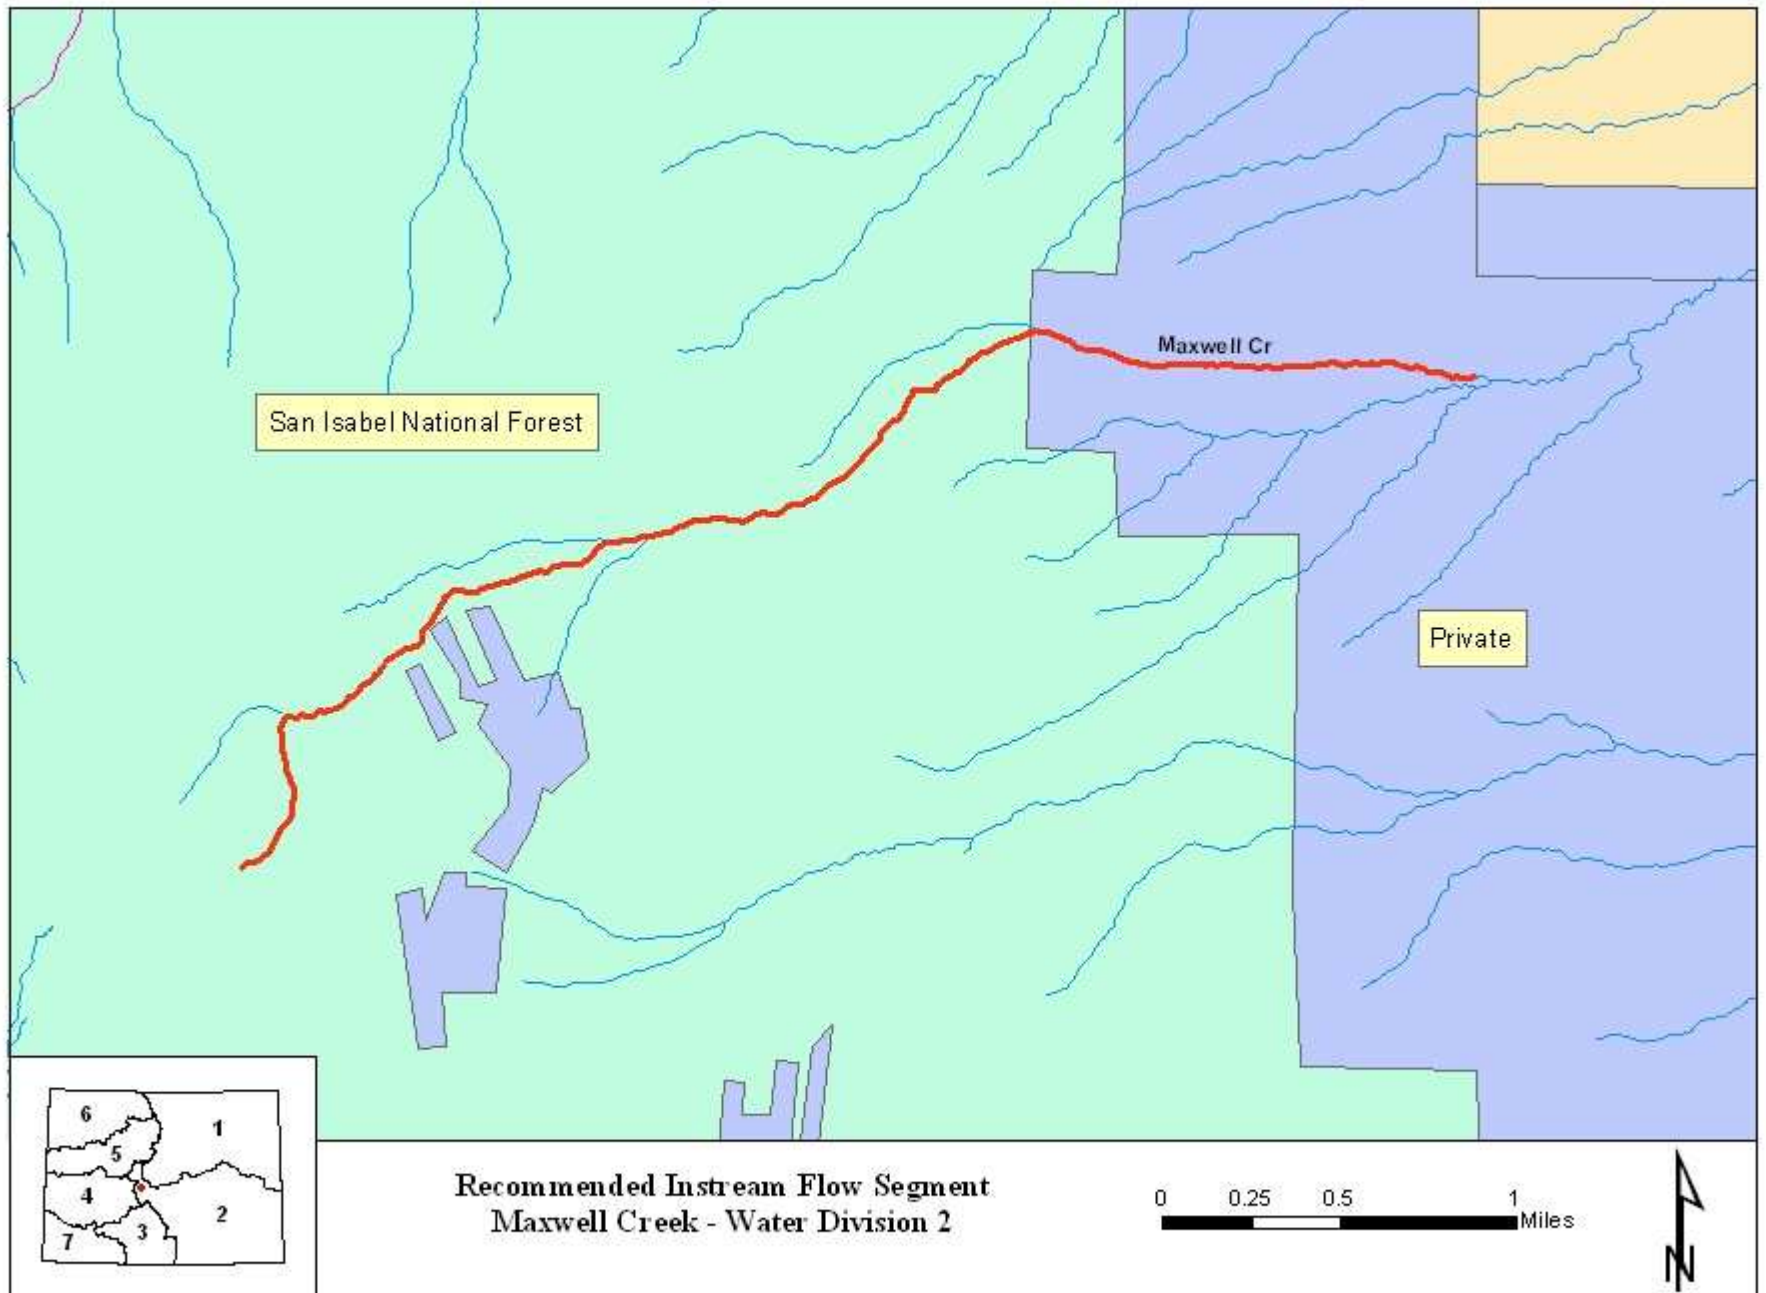 Maxwell Cr
San Isabel National Forest
Private
6
1
5
4
2
3
7
Recommended Instream Flow Segment
Maxwell Creek - Water Division 2
0 0.25 0.5 1
Miles
N